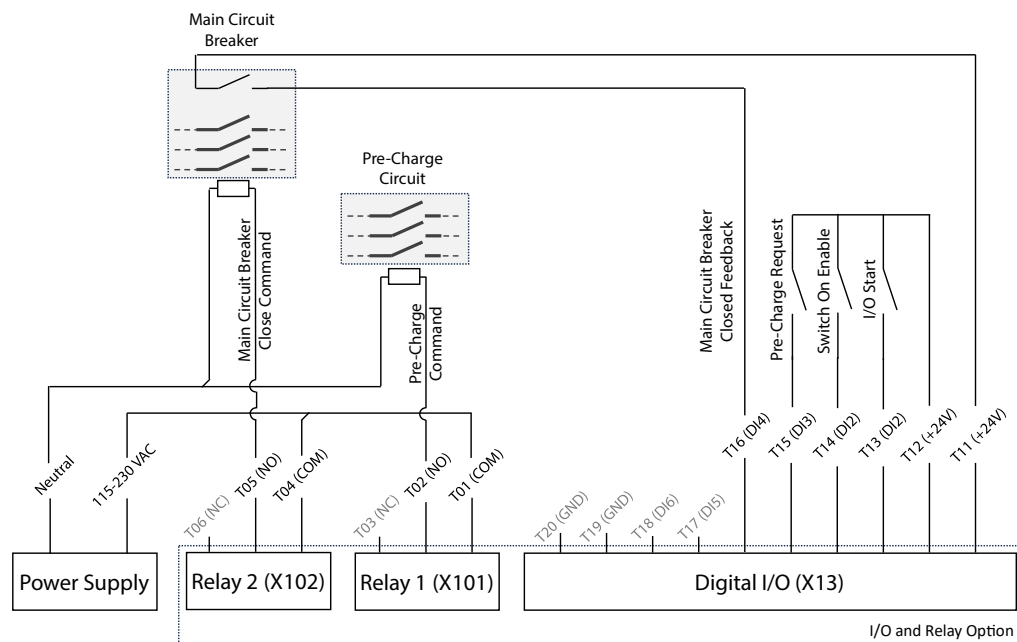 Main Circuit
Breaker
Pre-Charge
Circuit
Main Circuit Breaker
Close Command
Pre-Charge
Command
Main Circuit Breaker
Closed Feedback
Pre-Charge Request
Switch On Enable
I/O Start
Neutral
115-230 VAC
T06 (NC)
T05 (NO)
T04 (COM)
T03 (NC)
T02 (NO)
T01 (COM)
T20 (GND)
T19 (GND)
T18 (DI6)
T17 (DI5)
T16 (DI4)
T15 (DI3)
T14 (DI2)
T13 (DI2)
T12 (+24V)
T11 (+24V)
Power Supply
Relay 2 (X102)
Relay 1 (X101)
Digital I/O (X13)
I/O and Relay Option